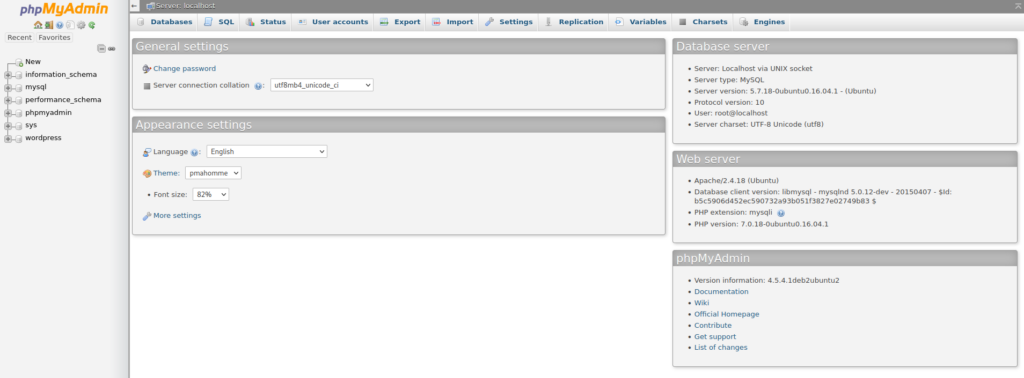 phpMyAdmin
Recent Favorites
New
information_schema
mysql
performance_schema
phpmyadmin
sys
wordpress
Server: localhost
Databases SQL Status User accounts Export Import Settings Replication Variables Charsets Engines
General settings
Change password
Server connection collation : utf8mb4_unicode_ci
Appearance settings
Language : English
Theme: pmahomme
• Font size: 82%
More settings
Database server
• Server: Localhost via UNIX socket
• Server type: MySQL
• Server version: 5.7.18-0ubuntu0.16.04.1 - (Ubuntu)
• Protocol version: 10
• User: root@localhost
• Server charset: UTF-8 Unicode (utf8)
Web server
• Apache/2.4.18 (Ubuntu)
• Database client version: libmysql - mysqlnd 5.0.12-dev - 20150407 - $Id:
b5c5906d452ec590732a93b051f3827e02749b83 $
• PHP extension: mysqli
• PHP version: 7.0.18-0ubuntu0.16.04.1
phpMyAdmin
• Version information: 4.5.4.1deb2ubuntu2
• Documentation
• Wiki
• Official Homepage
• Contribute
• Get support
• List of changes